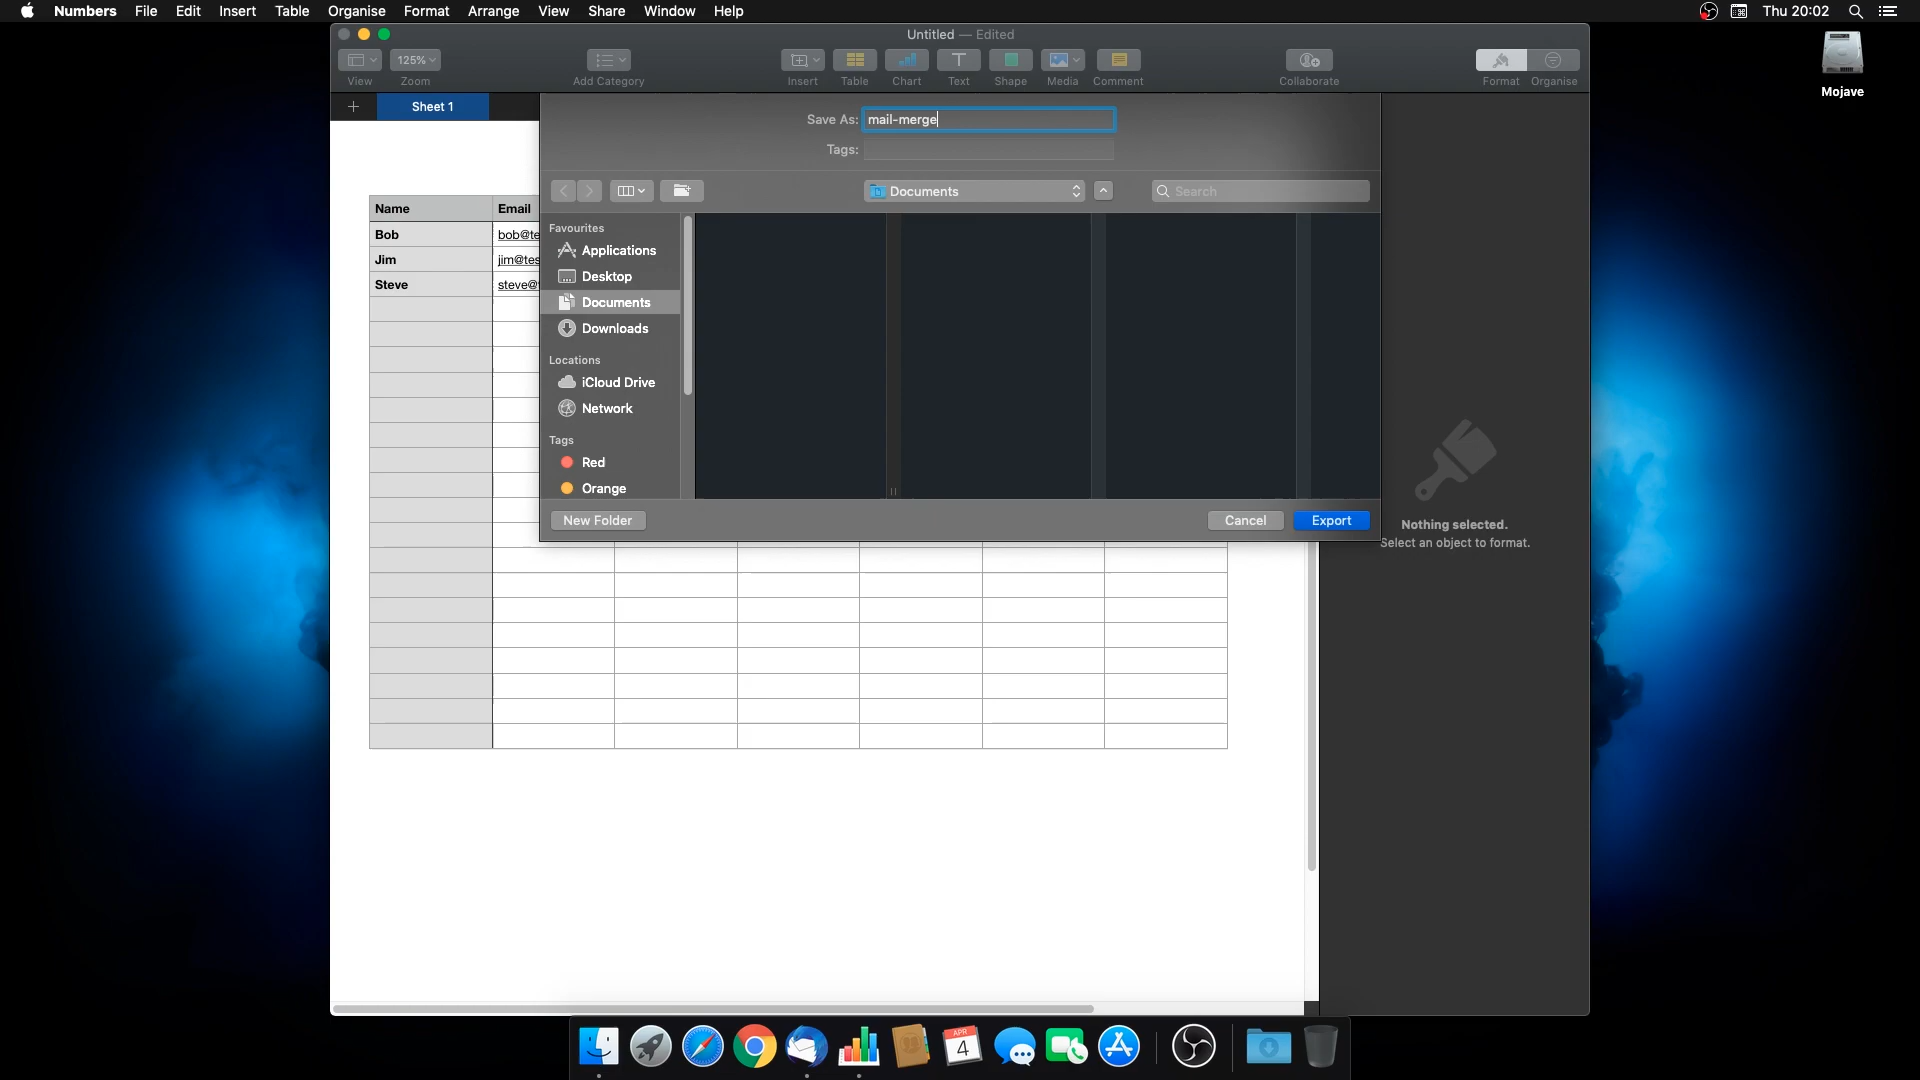 Numbers File Edit Insert Table Organise Format Arrange View Share Window Help Thu 20:02
Untitled — Edited
125%
View Zoom Add Category Insert Table Chart Text Shape Media Comment Collaborate Format Organise
Mojave
Sheet 1
Save As: mail-merge
Tags:
Documents
Search
Name Email
Bob
Jim
Steve
Favourites
Applications
Desktop
Documents
Downloads
Locations
iCloud Drive
Network
Tags
Red
Orange
New Folder Cancel Export
Nothing selected.
Select an object to format.
APR
4